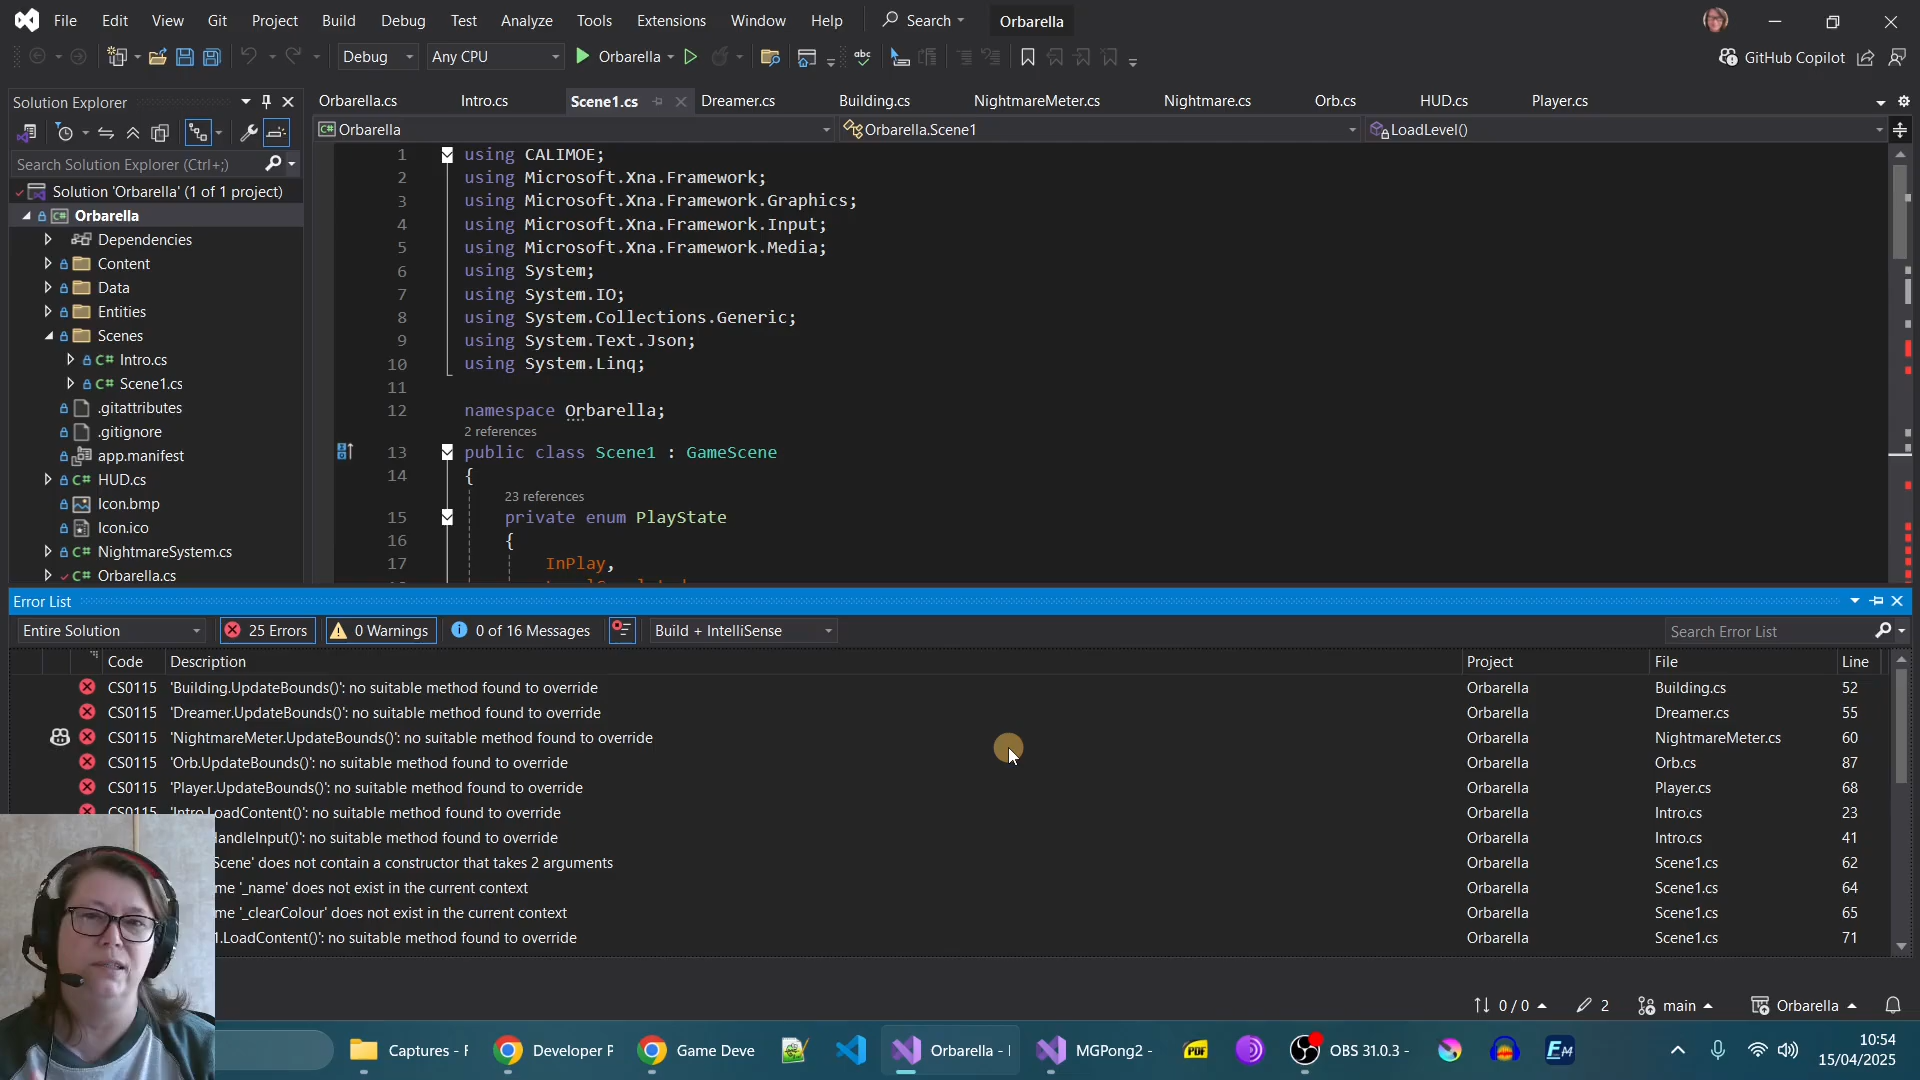 File Edit View Git Project Build Debug Test Analyze Tools Extensions Window Help Search Orbarella
Debug Any CPU Orbarella GitHub Copilot
Solution Explorer
Search Solution Explorer (Ctrl+;)
Solution 'Orbarella' (1 of 1 project)
Orbarella
Dependencies
Content
Data
Entities
Scenes
Intro.cs
Scene1.cs
.gitattributes
.gitignore
app.manifest
HUD.cs
Icon.bmp
Icon.ico
NightmareSystem.cs
Orbarella.cs
Orbarella.cs Intro.cs Scene1.cs Dreamer.cs Building.cs NightmareMeter.cs Nightmare.cs Orb.cs HUD.cs Player.cs
Orbarella Orbarella.Scene1 LoadLevel()
1 using CALIMOE;
2 using Microsoft.Xna.Framework;
3 using Microsoft.Xna.Framework.Graphics;
4 using Microsoft.Xna.Framework.Input;
5 using Microsoft.Xna.Framework.Media;
6 using System;
7 using System.IO;
8 using System.Collections.Generic;
9 using System.Text.Json;
10 using System.Linq;
11
12 namespace Orbarella;
2 references
13 public class Scene1 : GameScene
14 {
23 references
15 private enum PlayState
16 {
17 InPlay,
Error List
Entire Solution 25 Errors 0 Warnings 0 of 16 Messages Build + IntelliSense Search Error List
Code Description Project File Line
CS0115 'Building.UpdateBounds()': no suitable method found to override Orbarella Building.cs 52
CS0115 'Dreamer.UpdateBounds()': no suitable method found to override Orbarella Dreamer.cs 55
CS0115 'NightmareMeter.UpdateBounds()': no suitable method found to override Orbarella NightmareMeter.cs 60
CS0115 'Orb.UpdateBounds()': no suitable method found to override Orbarella Orb.cs 87
CS0115 'Player.UpdateBounds()': no suitable method found to override Orbarella Player.cs 68
CS0115 'Intro.LoadContent()': no suitable method found to override Orbarella Intro.cs 23
HandleInput()': no suitable method found to override Orbarella Intro.cs 41
Scene' does not contain a constructor that takes 2 arguments Orbarella Scene1.cs 62
me '_name' does not exist in the current context Orbarella Scene1.cs 64
me '_clearColour' does not exist in the current context Orbarella Scene1.cs 65
1.LoadContent()': no suitable method found to override Orbarella Scene1.cs 71
0 / 0 2 main Orbarella
Captures - F Developer P Game Deve Orbarella - MGPong2 - PDF OBS 31.0.3 - FM
10:54
15/04/2025